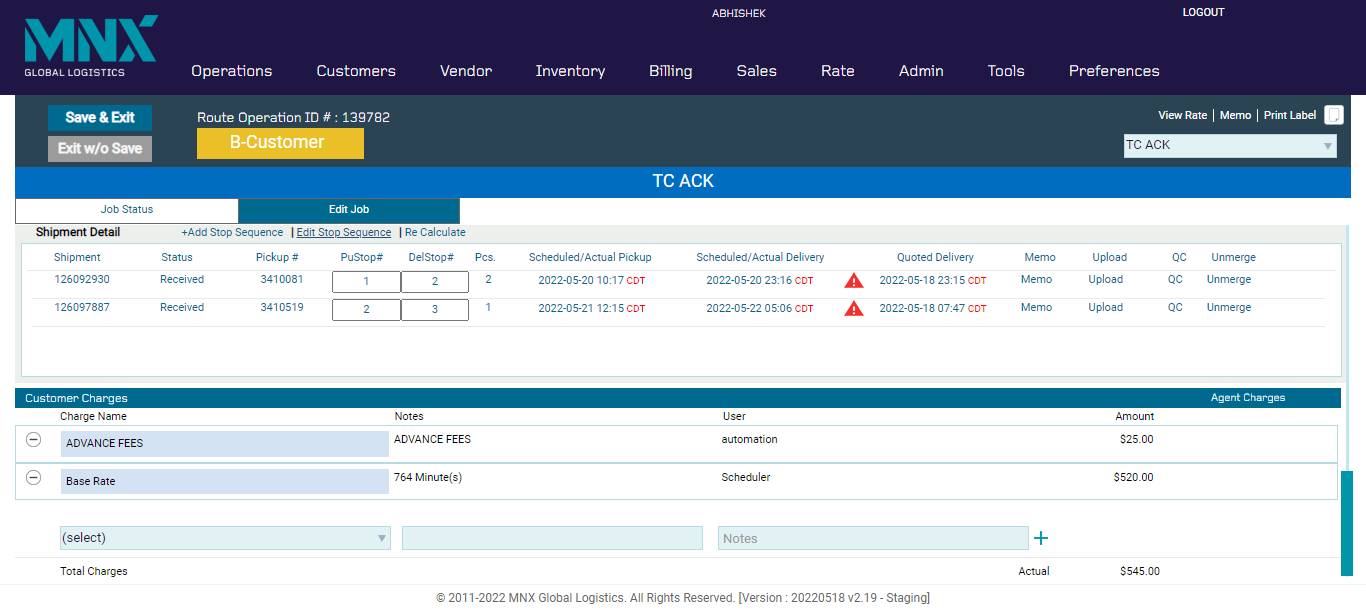 ABHISHEK
LOGOUT
MNX
GLOBAL LOGISTICS
Operations Customers Vendor Inventory Billing Sales Rate Admin Tools Preferences
Save & Exit
Route Operation ID # : 139782
View Rate | Memo | Print Label
Exit w/o Save
B-Customer
TC ACK
TC ACK
Job Status Edit Job
Shipment Detail +Add Stop Sequence | Edit Stop Sequence | Re Calculate
Shipment Status Pickup # PuStop# DelStop# Pcs. Scheduled/Actual Pickup Scheduled/Actual Delivery Quoted Delivery Memo Upload QC Unmerge
126092930 Received 3410081 1 2 2 2022-05-20 10:17 CDT 2022-05-20 23:16 CDT 2022-05-18 23:15 CDT Memo Upload QC Unmerge
126097887 Received 3410519 2 3 1 2022-05-21 12:15 CDT 2022-05-22 05:06 CDT 2022-05-18 07:47 CDT Memo Upload QC Unmerge
Customer Charges Agent Charges
Charge Name Notes User Amount
ADVANCE FEES ADVANCE FEES automation $25.00
Base Rate 764 Minute(s) Scheduler $520.00
(select) Notes
Total Charges Actual $545.00
© 2011-2022 MNX Global Logistics. All Rights Reserved. [Version : 20220518 v2.19 - Staging]